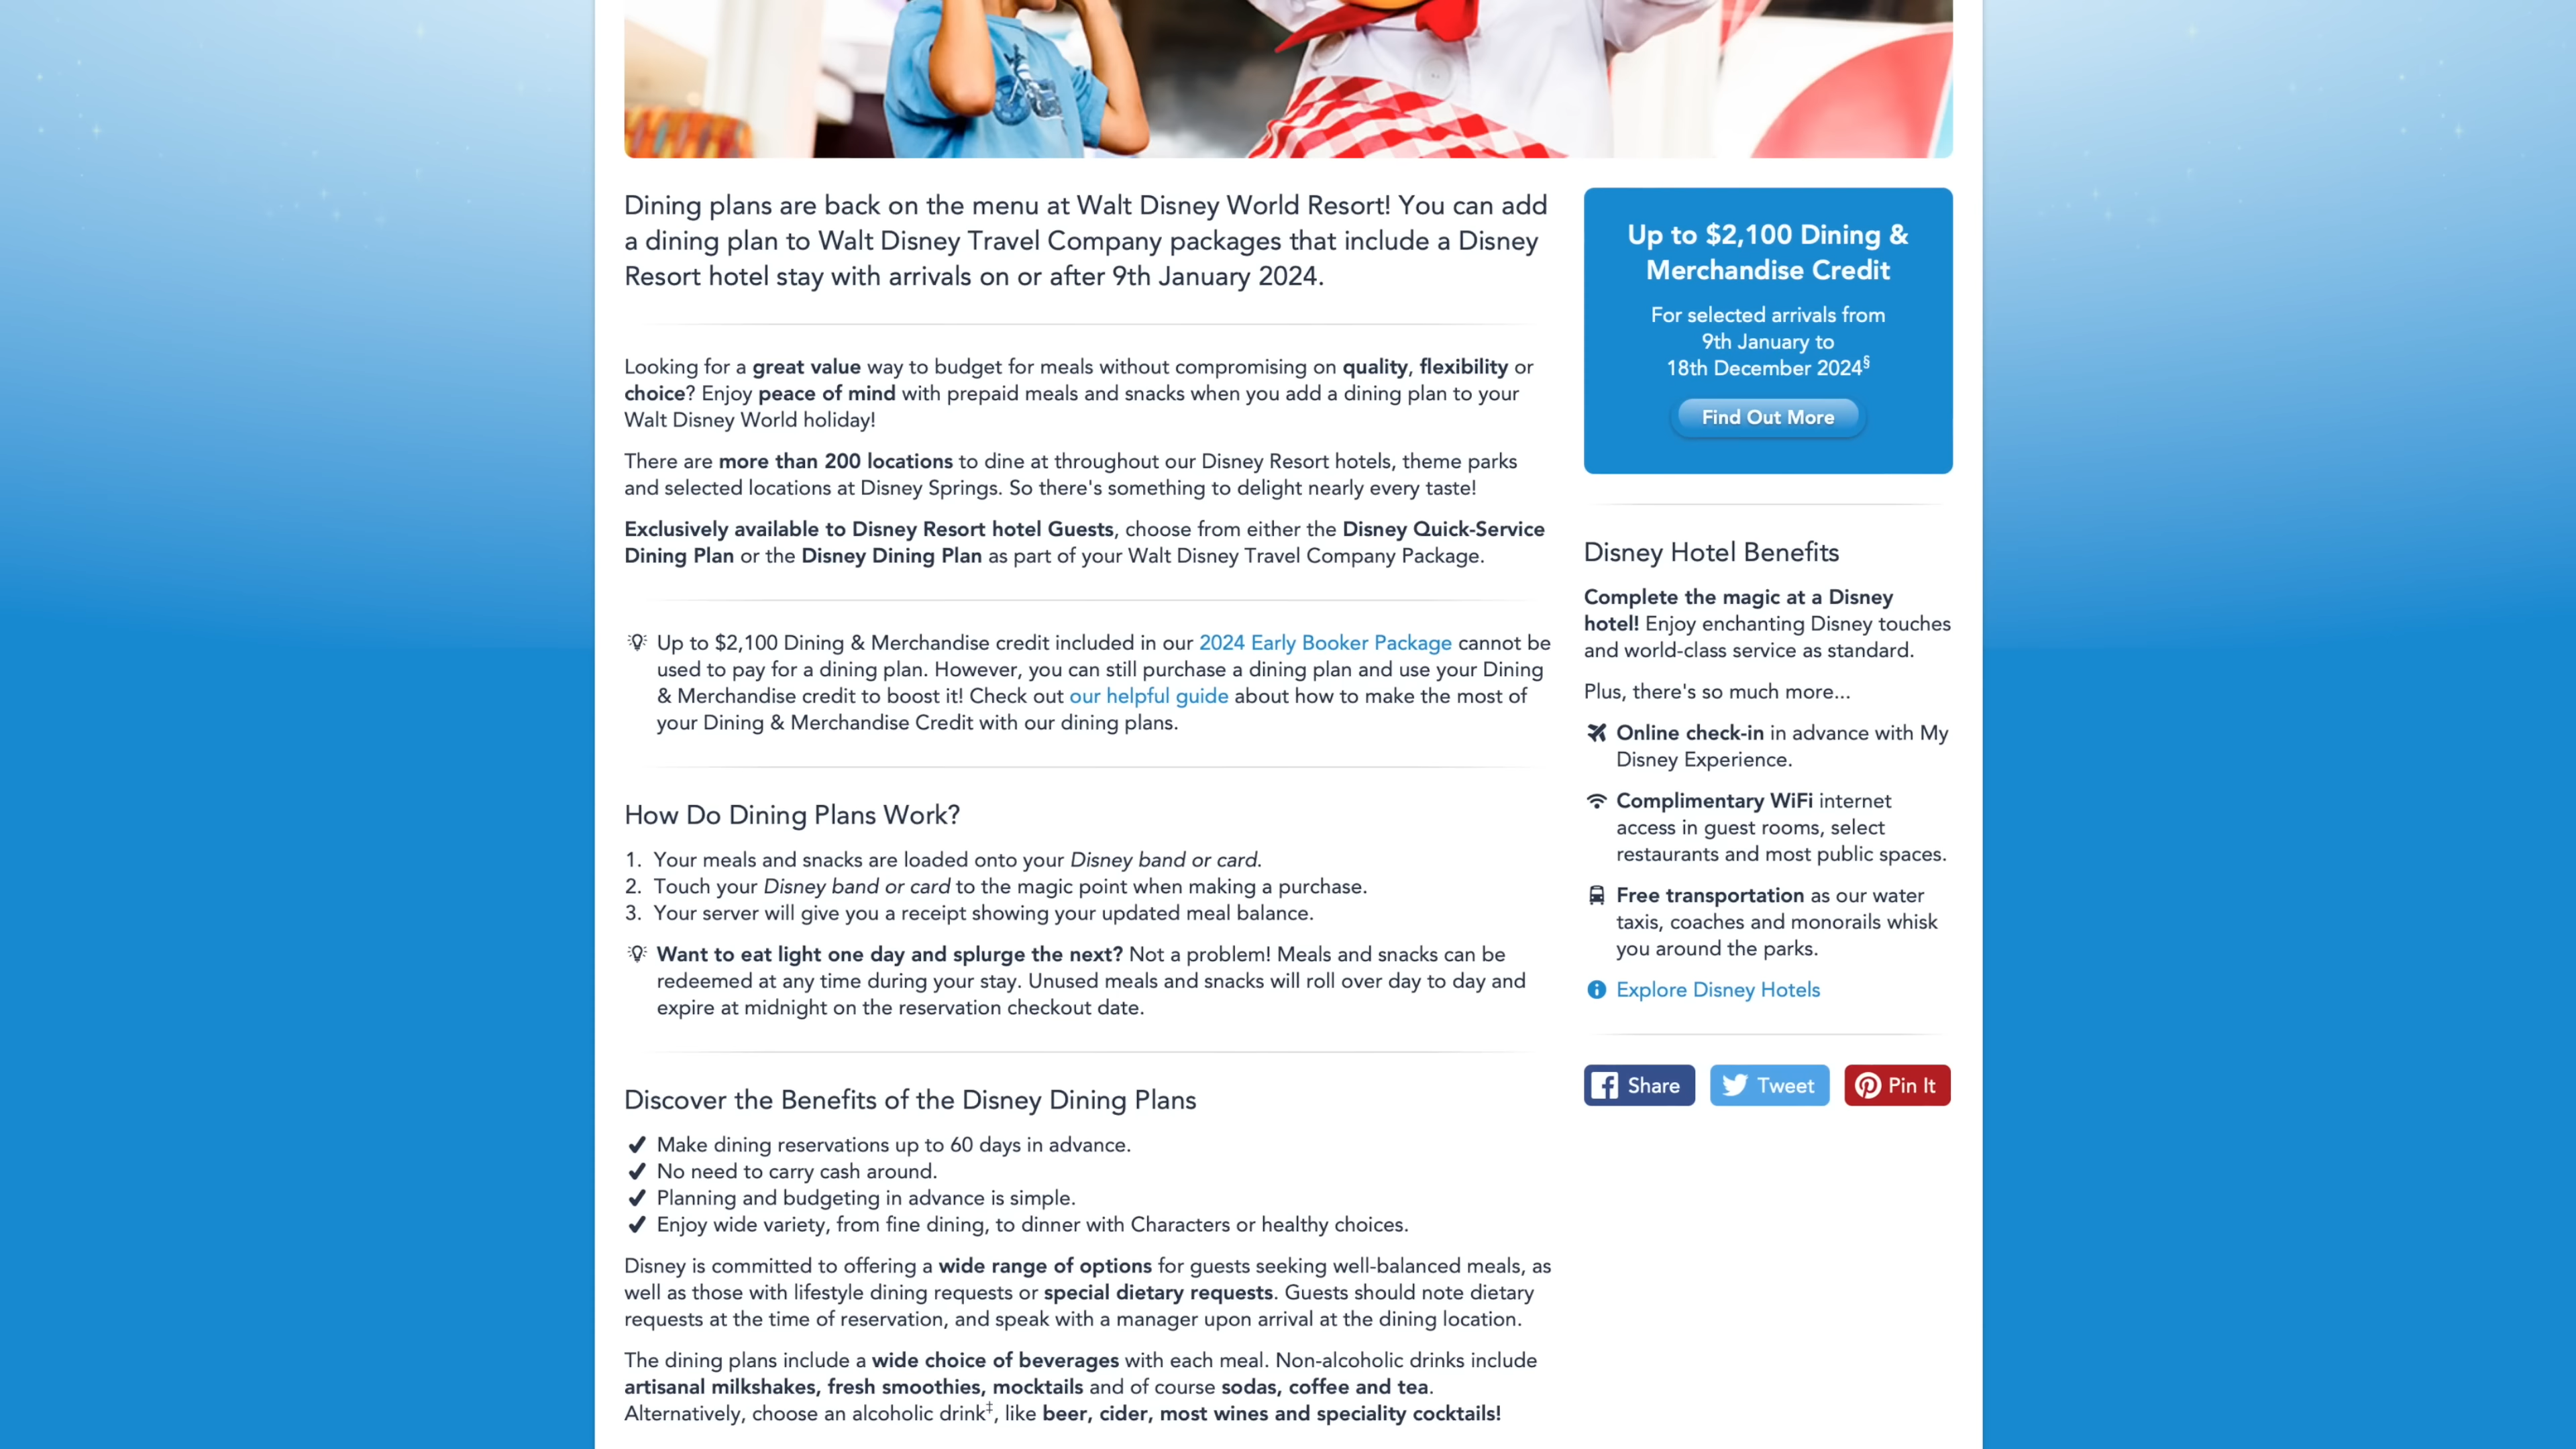 Dining plans are back on the menu at Walt Disney World Resort! You can add
a dining plan to Walt Disney Travel Company packages that include a Disney
Resort hotel stay with arrivals on or after 9th January 2024.
Looking for a great value way to budget for meals without compromising on quality, flexibility or
choice? Enjoy peace of mind with prepaid meals and snacks when you add a dining plan to your
Walt Disney World holiday!
There are more than 200 locations to dine at throughout our Disney Resort hotels, theme parks
and selected locations at Disney Springs. So there's something to delight nearly every taste!
Exclusively available to Disney Resort hotel Guests, choose from either the Disney Quick-Service
Dining Plan or the Disney Dining Plan as part of your Walt Disney Travel Company Package.
Up to $2,100 Dining & Merchandise credit included in our 2024 Early Booker Package cannot be
used to pay for a dining plan. However, you can still purchase a dining plan and use your Dining
& Merchandise credit to boost it! Check out our helpful guide about how to make the most of
your Dining & Merchandise Credit with our dining plans.
How Do Dining Plans Work?
1. Your meals and snacks are loaded onto your Disney band or card.
2. Touch your Disney band or card to the magic point when making a purchase.
3. Your server will give you a receipt showing your updated meal balance.
Want to eat light one day and splurge the next? Not a problem! Meals and snacks can be
redeemed at any time during your stay. Unused meals and snacks will roll over day to day and
expire at midnight on the reservation checkout date.
Discover the Benefits of the Disney Dining Plans
✔ Make dining reservations up to 60 days in advance.
✔ No need to carry cash around.
✔ Planning and budgeting in advance is simple.
✔ Enjoy wide variety, from fine dining, to dinner with Characters or healthy choices.
Disney is committed to offering a wide range of options for guests seeking well-balanced meals, as
well as those with lifestyle dining requests or special dietary requests. Guests should note dietary
requests at the time of reservation, and speak with a manager upon arrival at the dining location.
The dining plans include a wide choice of beverages with each meal. Non-alcoholic drinks include
artisanal milkshakes, fresh smoothies, mocktails and of course sodas, coffee and tea.
Alternatively, choose an alcoholic drink‡, like beer, cider, most wines and speciality cocktails!
Up to $2,100 Dining &
Merchandise Credit
For selected arrivals from
9th January to
18th December 2024§
Find Out More
Disney Hotel Benefits
Complete the magic at a Disney
hotel! Enjoy enchanting Disney touches
and world-class service as standard.
Plus, there's so much more...
Online check-in in advance with My
Disney Experience.
Complimentary WiFi internet
access in guest rooms, select
restaurants and most public spaces.
Free transportation as our water
taxis, coaches and monorails whisk
you around the parks.
Explore Disney Hotels
Share
Tweet
Pin It